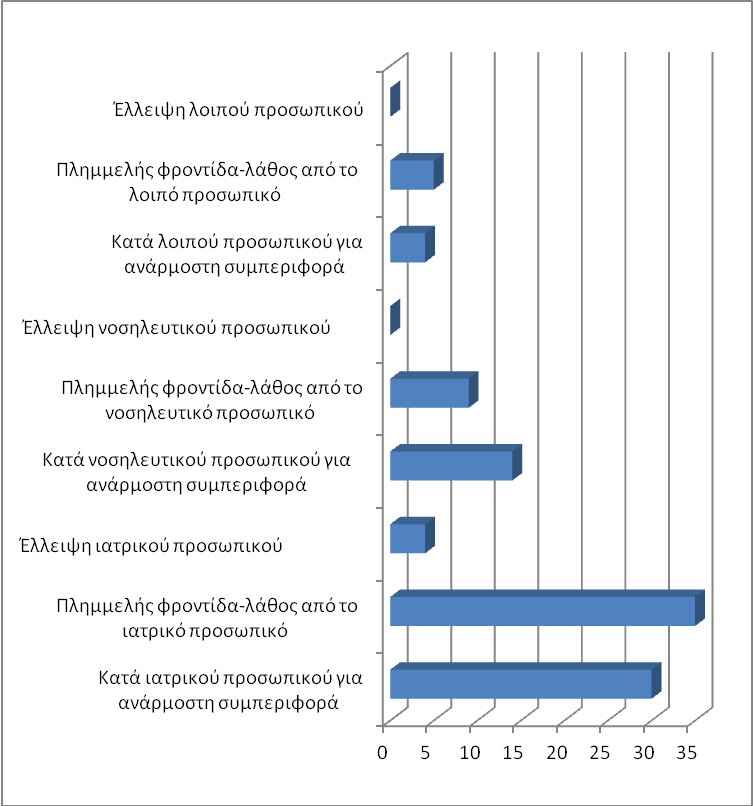 Έλλειψη λοιπού προσωπικού
Πλημμελής φροντίδα-λάθος από το
λοιπό προσωπικό
Κατά λοιπού προσωπικού για
ανάρμοστη συμπεριφορά
Έλλειψη νοσηλευτικού προσωπικού
Πλημμελής φροντίδα-λάθος από το
νοσηλευτικό προσωπικό
Κατά νοσηλευτικού προσωπικού για
ανάρμοστη συμπεριφορά
Έλλειψη ιατρικού προσωπικού
Πλημμελής φροντίδα-λάθος από το
ιατρικό προσωπικό
Κατά ιατρικού προσωπικού για
ανάρμοστη συμπεριφορά
0 5 10 15 20 25 30 35